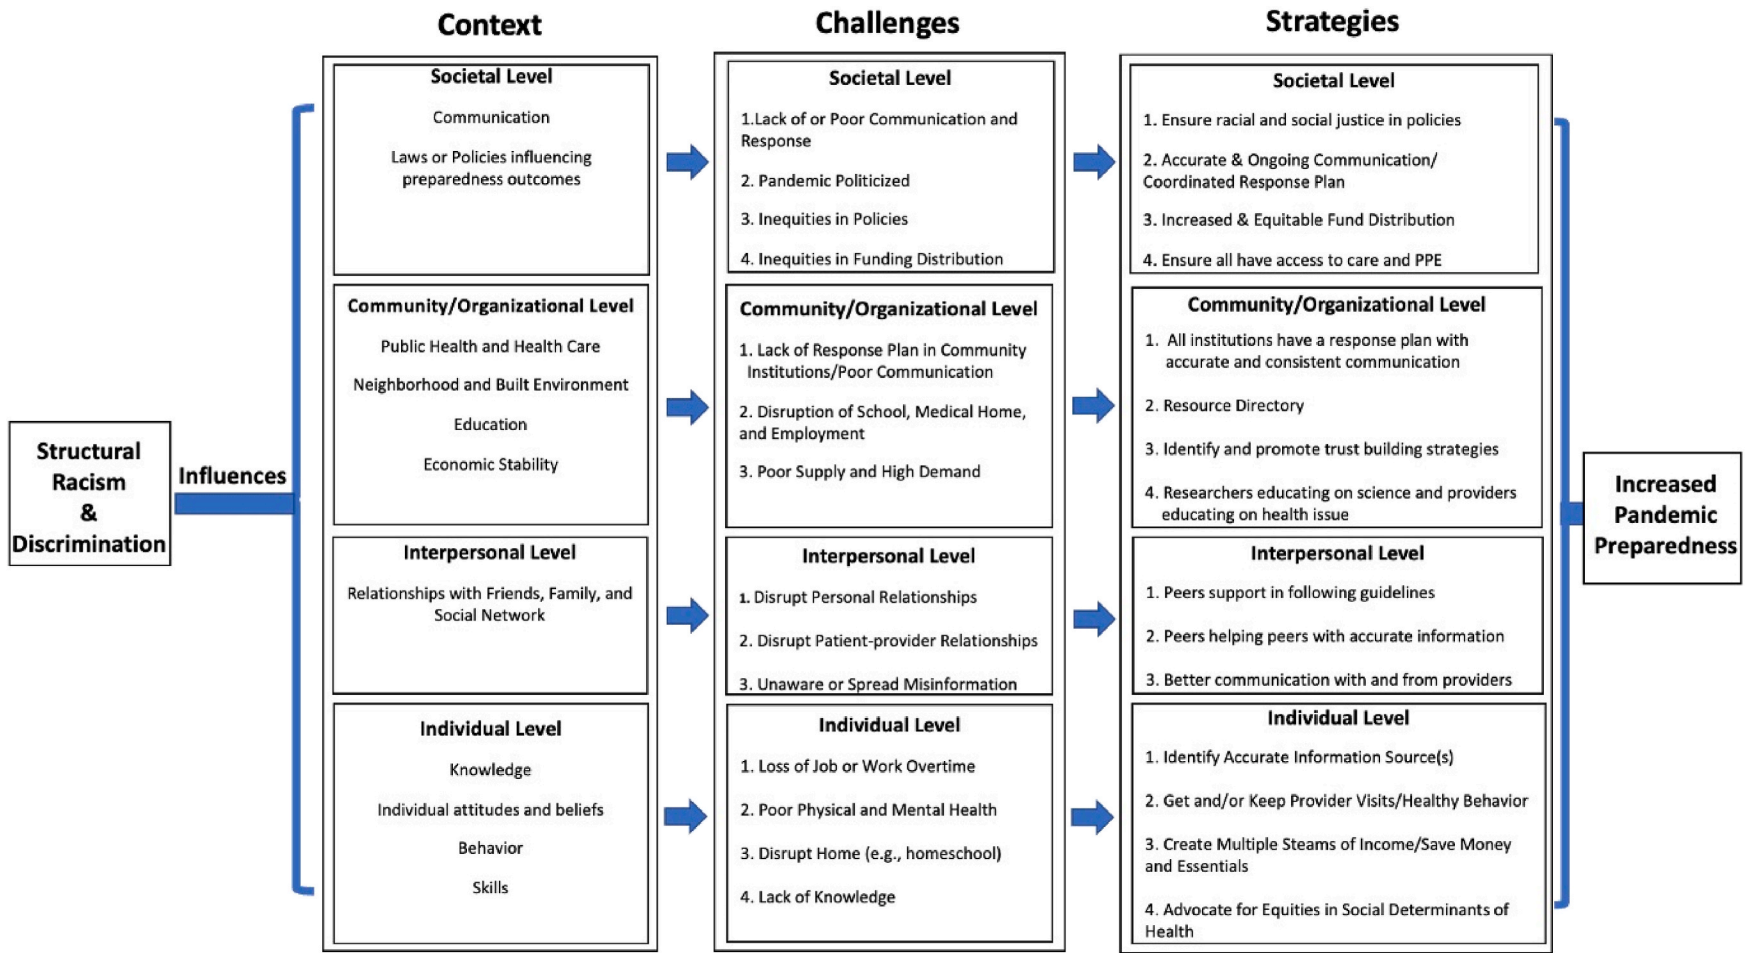 Context
Challenges
Strategies
Structural
Racism
&
Discrimination
Influences
Societal Level
Communication
Laws or Policies influencing
preparedness outcomes
Community/Organizational Level
Public Health and Health Care
Neighborhood and Built Environment
Education
Economic Stability
Interpersonal Level
Relationships with Friends, Family, and
Social Network
Individual Level
Knowledge
Individual attitudes and beliefs
Behavior
Skills
Societal Level
1.Lack of or Poor Communication and
Response
2. Pandemic Politicized
3. Inequities in Policies
4. Inequities in Funding Distribution
Community/Organizational Level
1. Lack of Response Plan in Community
Institutions/Poor Communication
2. Disruption of School, Medical Home,
and Employment
3. Poor Supply and High Demand
Interpersonal Level
1. Disrupt Personal Relationships
2. Disrupt Patient-provider Relationships
3. Unaware or Spread Misinformation
Individual Level
1. Loss of Job or Work Overtime
2. Poor Physical and Mental Health
3. Disrupt Home (e.g., homeschool)
4. Lack of Knowledge
Societal Level
1. Ensure racial and social justice in policies
2. Accurate & Ongoing Communication/
Coordinated Response Plan
3. Increased & Equitable Fund Distribution
4. Ensure all have access to care and PPE
Community/Organizational Level
1. All institutions have a response plan with
accurate and consistent communication
2. Resource Directory
3. Identify and promote trust building strategies
4. Researchers educating on science and providers
educating on health issue
Interpersonal Level
1. Peers support in following guidelines
2. Peers helping peers with accurate information
3. Better communication with and from providers
Individual Level
1. Identify Accurate Information Source(s)
2. Get and/or Keep Provider Visits/Healthy Behavior
3. Create Multiple Steams of Income/Save Money
and Essentials
4. Advocate for Equities in Social Determinants of
Health
Increased
Pandemic
Preparedness